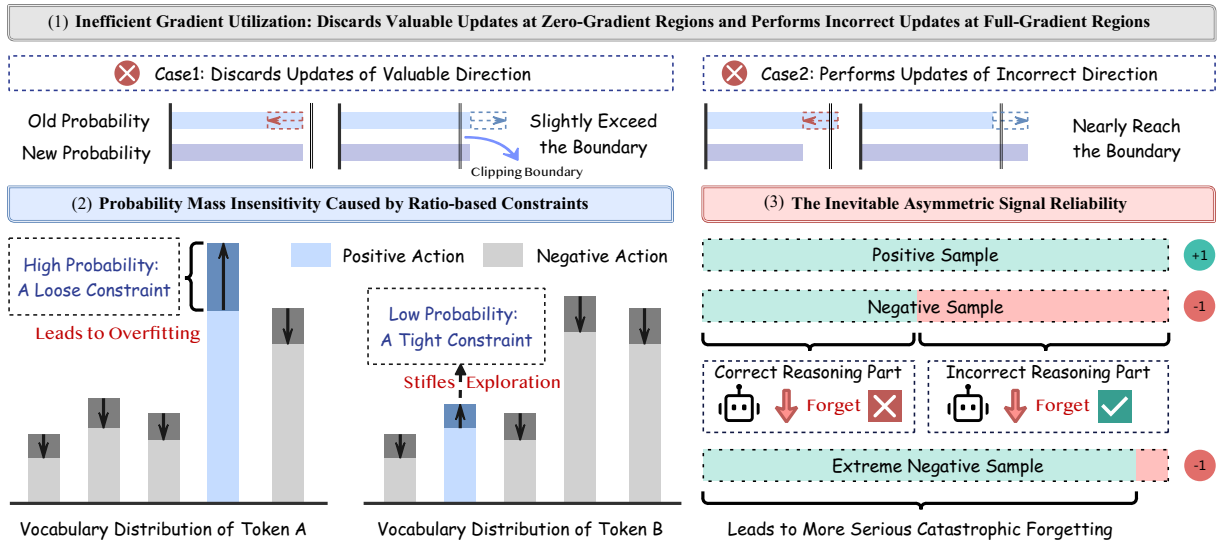 (1) Inefficient Gradient Utilization: Discards Valuable Updates at Zero-Gradient Regions and Performs Incorrect Updates at Full-Gradient Regions
Case1: Discards Updates of Valuable Direction
Old Probability
New Probability
Slightly Exceed
the Boundary
Clipping Boundary
Case2: Performs Updates of Incorrect Direction
Nearly Reach
the Boundary
(2) Probability Mass Insensitivity Caused by Ratio-based Constraints
High Probability:
A Loose Constraint
Leads to Overfitting
Positive Action
Negative Action
Low Probability:
A Tight Constraint
Stifles Exploration
Vocabulary Distribution of Token A
Vocabulary Distribution of Token B
(3) The Inevitable Asymmetric Signal Reliability
Positive Sample
+1
Negative Sample
-1
Correct Reasoning Part
Forget
Incorrect Reasoning Part
Forget
Extreme Negative Sample
-1
Leads to More Serious Catastrophic Forgetting